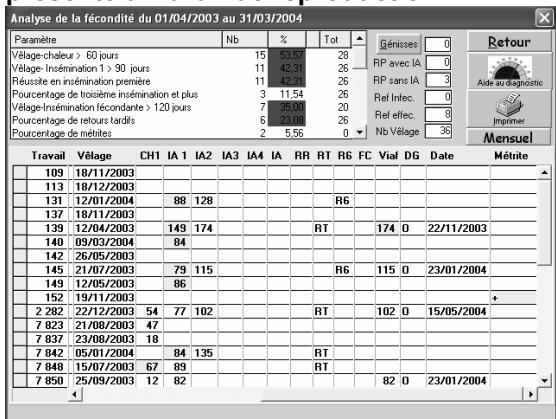 Analyse de la fécondité du 01/04/2003 au 31/03/2004
Paramètre Nb % Tot
Vêlage-chaleur > 60 jours 15 53,57 28
Vêlage- Insémination 1 > 90 jours 11 42,31 26
Réussite en insémination première 11 42,31 26
Pourcentage de troisième insémination et plus 3 11,54 26
Vêlage-Insémination fécondante > 120 jours 7 35,00 20
Pourcentage de retours tardifs 6 23,08 26
Pourcentage de métrites 2 5,56 0
Génisses 0
RP avec IA 0
RP sans IA 3
Ref Infec. 0
Ref effec. 8
Nb Vêlage 36
Retour
Aide au diagnostic
Imprimer
Mensuel
Travail Vêlage CH1 IA 1 IA2 IA3 IA4 IA RR RT R6 FC Viaf DG Date Métrite
109 18/11/2003
113 18/12/2003
131 12/01/2004 88 128 R6
137 18/11/2003
139 12/04/2003 149 174 RT 174 0 22/11/2003
140 09/03/2004 84
142 26/05/2003
145 21/07/2003 79 115 R6 115 0 23/01/2004
149 12/05/2003 86
152 19/11/2003 +
2 282 22/12/2003 54 77 102 RT 102 0 15/05/2004
7 823 21/08/2003 47
7 837 23/08/2003 18
7 842 05/01/2004 84 135 RT
7 848 15/07/2003 67 89 RT
7 850 25/09/2003 12 82 82 0 23/01/2004